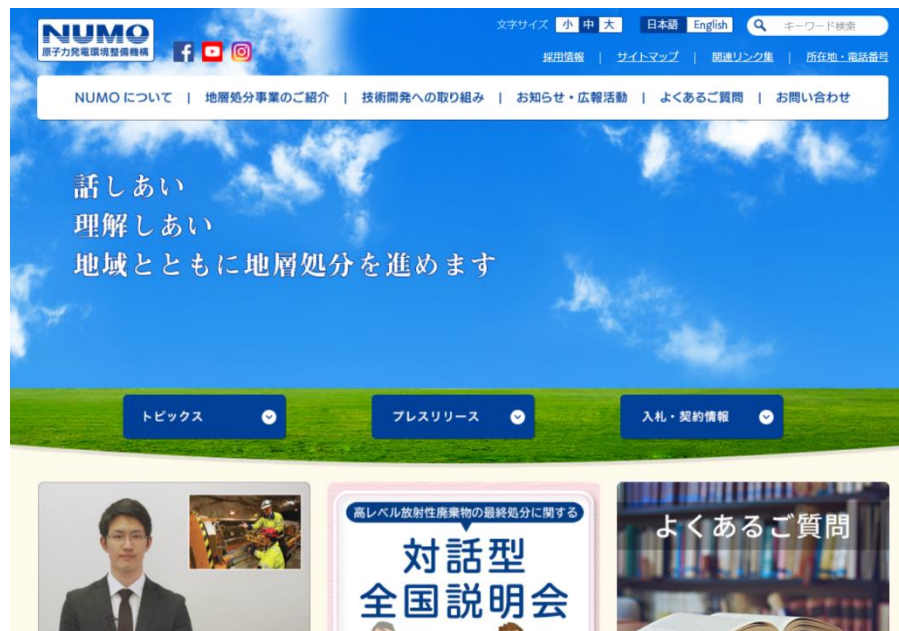 NUMO
原子力発電環境整備機構
文字サイズ 小 中 大 日本語 English キーワード検索
採用情報 | サイトマップ | 関連リンク集 | 所在地・電話番号
NUMOについて | 地層処分事業のご紹介 | 技術開発への取り組み | お知らせ・広報活動 | よくあるご質問 | お問い合わせ
話しあい
理解しあい
地域とともに地層処分を進めます
トピックス
プレスリリース
入札・契約情報
高レベル放射性廃棄物の最終処分に関する
対話型
全国説明会
よくあるご質問